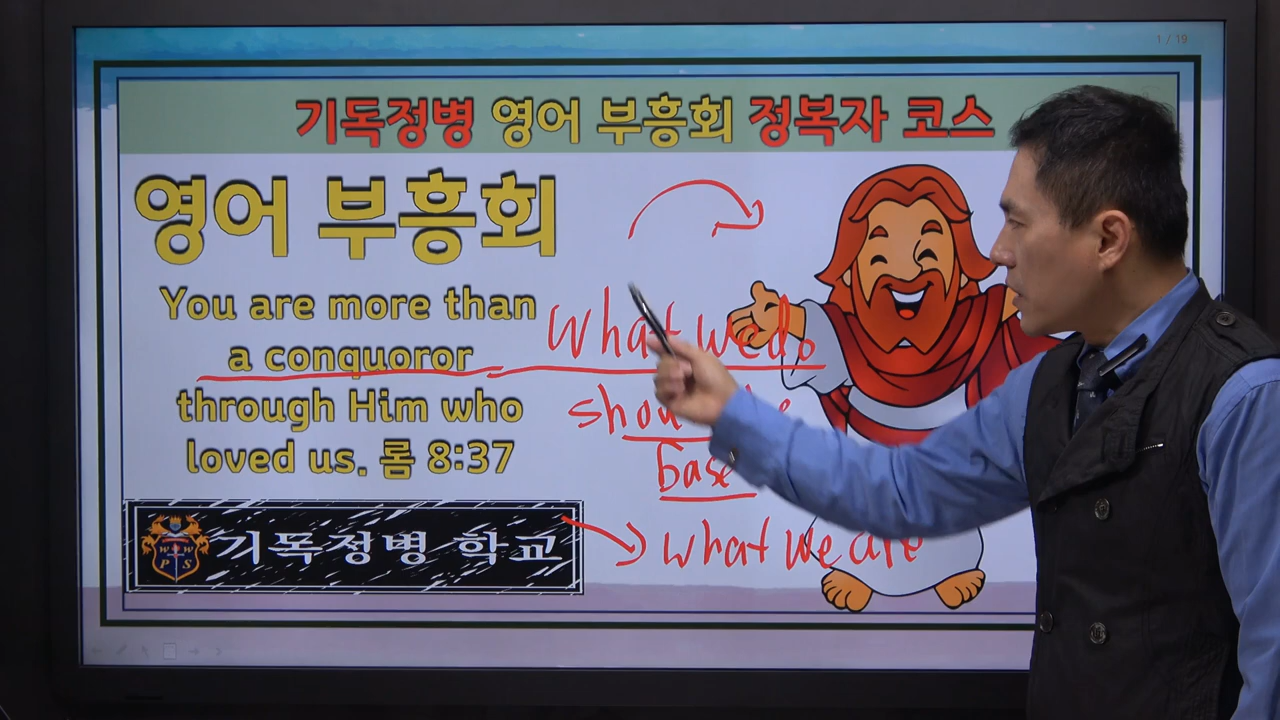 1 / 19
기독정병 영어 부흥회 정복자 코스
영어 부흥회
You are more than
a conquoror
through Him who
loved us. 롬 8:37
What we do
should be
base
what we are
W W
P S
기독정병 학교